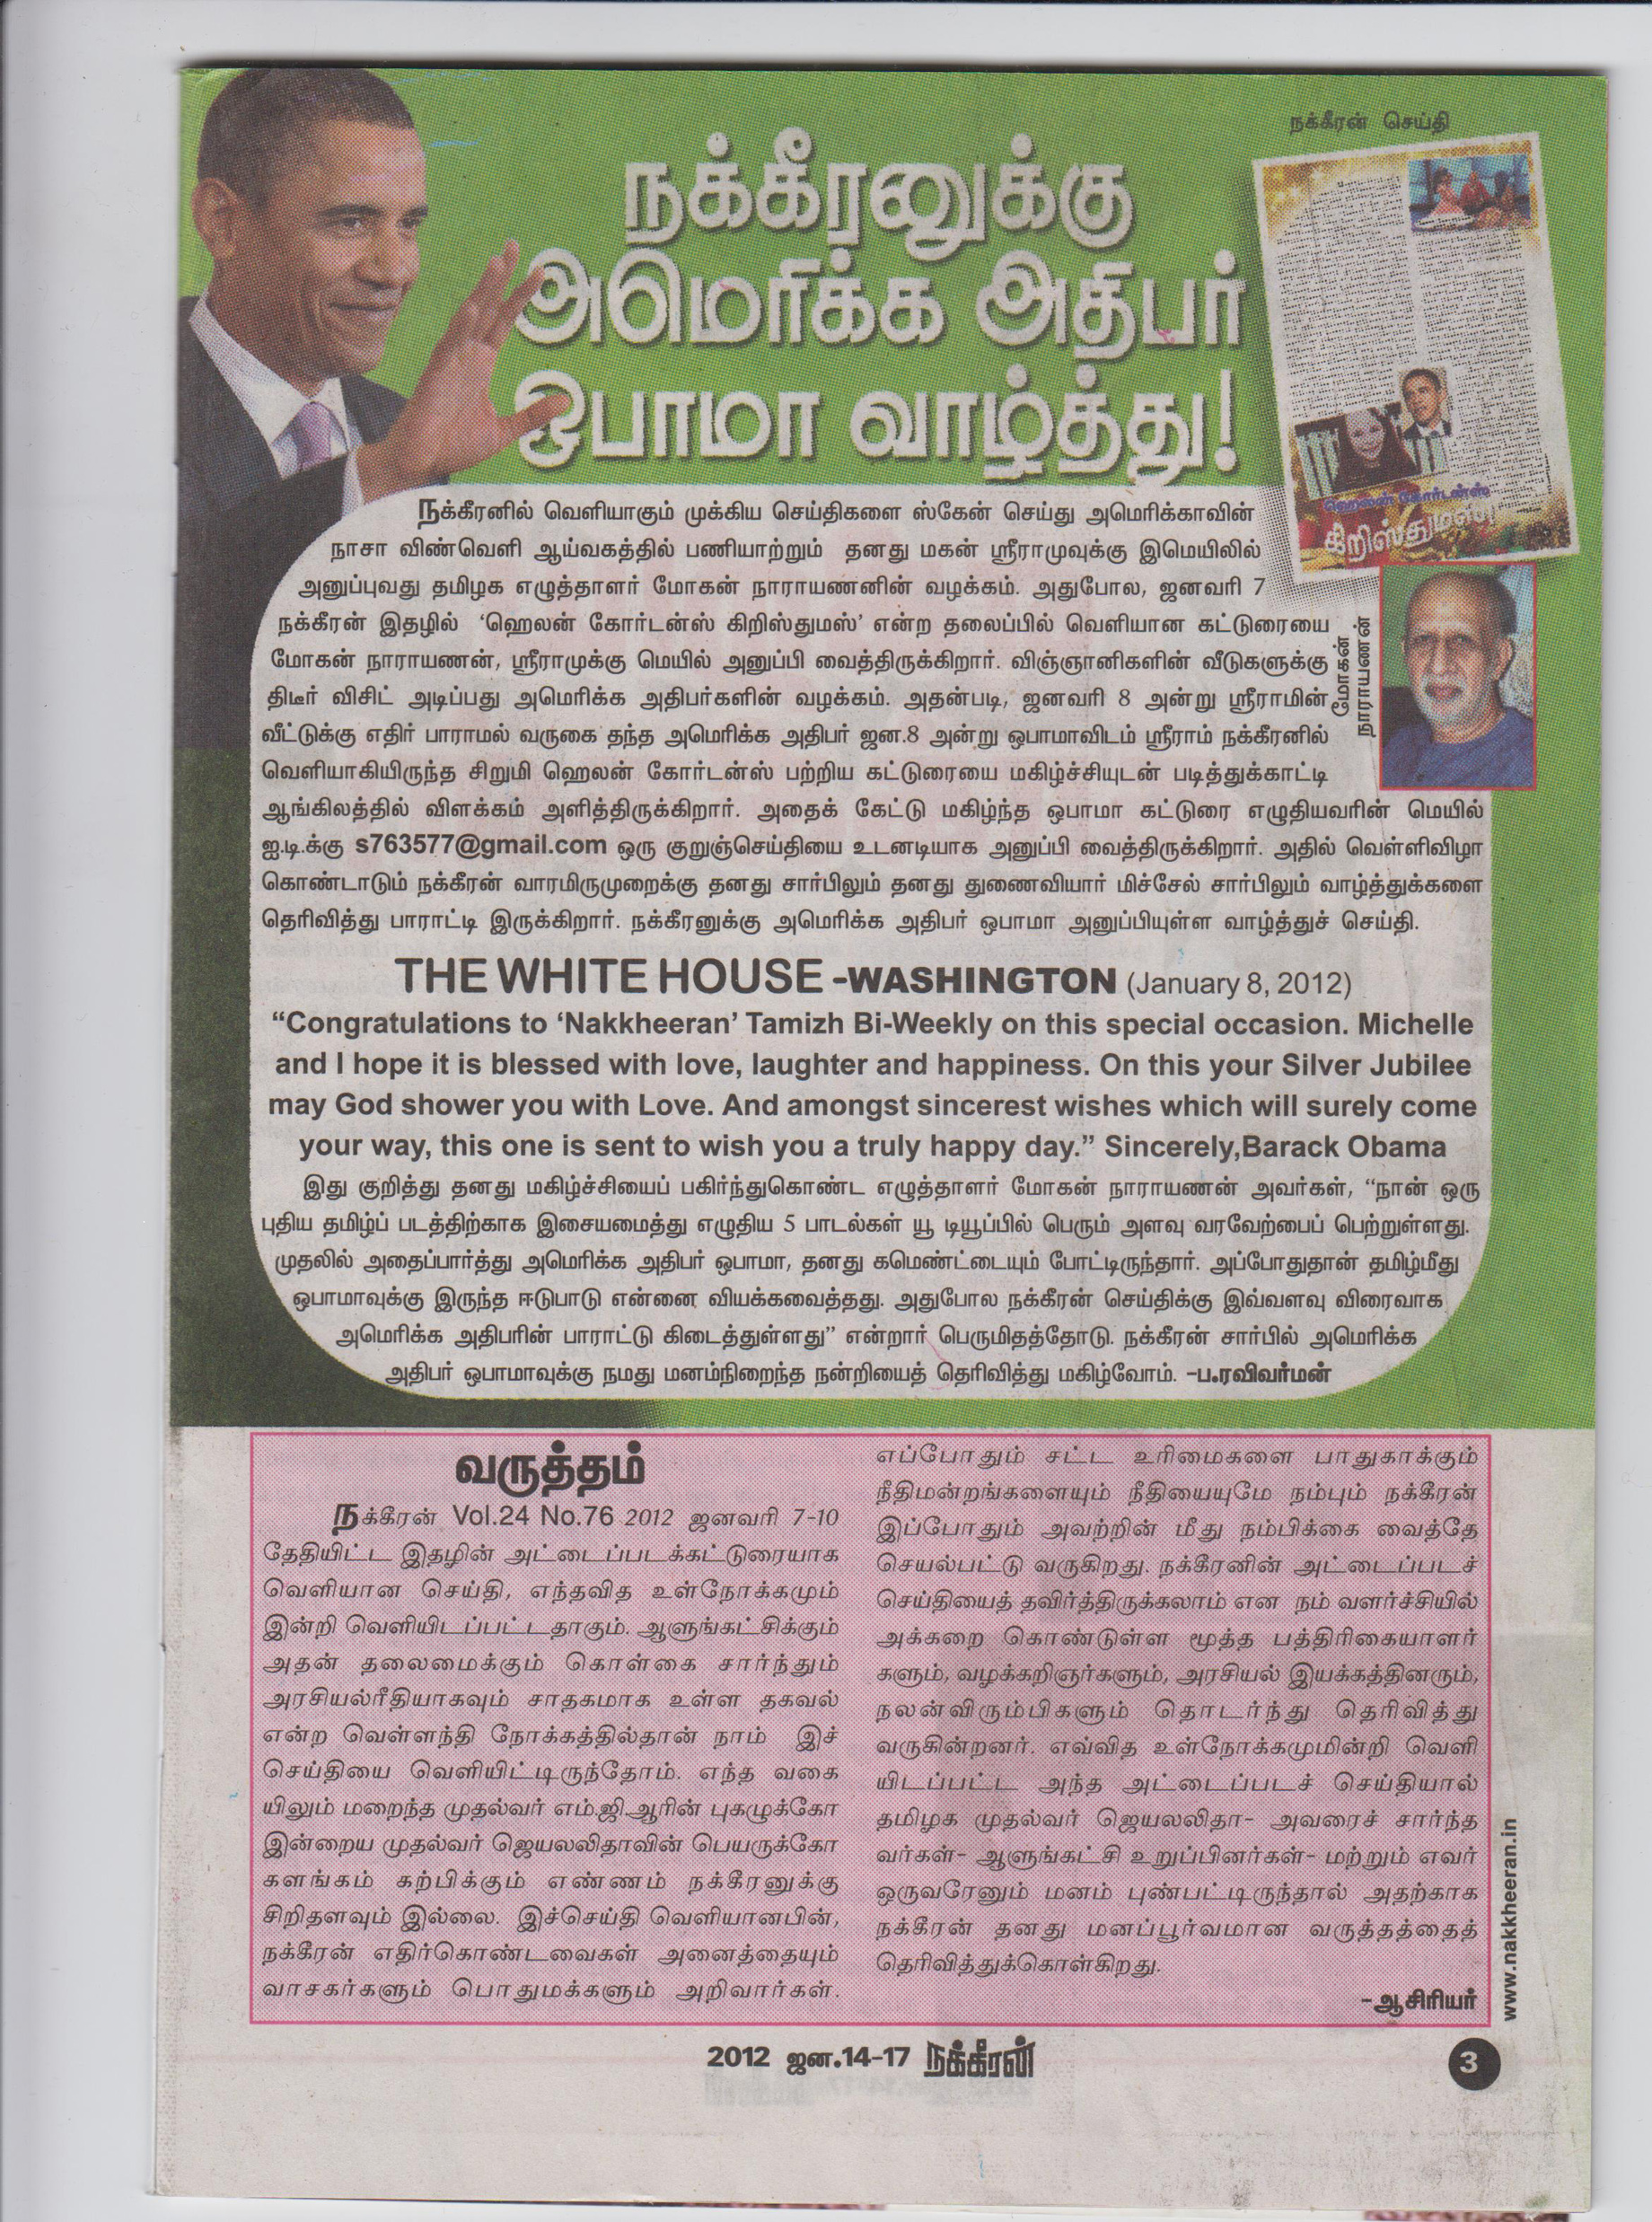 நக்கீரன் செய்தி
நக்கீரனுக்கு
அமெரிக்க அதிபர்
ஒபாமா வாழ்த்து!
ஹெலன் கோர்டன்ஸ்
கிறிஸ்துமஸ்
நக்கீரனில் வெளியாகும் முக்கிய செய்திகளை ஸ்கேன் செய்து அமெரிக்காவின்
நாசா விண்வெளி ஆய்வகத்தில் பணியாற்றும் தனது மகன் ஸ்ரீராமுவுக்கு இமெயிலில்
அனுப்புவது தமிழக எழுத்தாளர் மோகன் நாராயணனின் வழக்கம். அதுபோல, ஜனவரி 7
நக்கீரன் இதழில் ‘ஹெலன் கோர்டன்ஸ் கிறிஸ்துமஸ்’ என்ற தலைப்பில் வெளியான கட்டுரையை
மோகன் நாராயணன், ஸ்ரீராமுக்கு மெயில் அனுப்பி வைத்திருக்கிறார். விஞ்ஞானிகளின் வீடுகளுக்கு
திடீர் விசிட் அடிப்பது அமெரிக்க அதிபர்களின் வழக்கம். அதன்படி, ஜனவரி 8 அன்று ஸ்ரீராமின்
வீட்டுக்கு எதிர் பாராமல் வருகை தந்த அமெரிக்க அதிபர் ஜன.8 அன்று ஒபாமாவிடம் ஸ்ரீராம் நக்கீரனில்
வெளியாகியிருந்த சிறுமி ஹெலன் கோர்டன்ஸ் பற்றிய கட்டுரையை மகிழ்ச்சியுடன் படித்துக்காட்டி
ஆங்கிலத்தில் விளக்கம் அளித்திருக்கிறார். அதைக் கேட்டு மகிழ்ந்த ஒபாமா கட்டுரை எழுதியவரின் மெயில்
ஐ.டி.க்கு s763577@gmail.com ஒரு குறுஞ்செய்தியை உடனடியாக அனுப்பி வைத்திருக்கிறார். அதில் வெள்ளிவிழா
கொண்டாடும் நக்கீரன் வாரமிருமுறைக்கு தனது சார்பிலும் தனது துணைவியார் மிச்சேல் சார்பிலும் வாழ்த்துக்களை
தெரிவித்து பாராட்டி இருக்கிறார். நக்கீரனுக்கு அமெரிக்க அதிபர் ஒபாமா அனுப்பியுள்ள வாழ்த்துச் செய்தி.
மோகன்
நாராயணன்
THE WHITE HOUSE -WASHINGTON (January 8, 2012)
“Congratulations to ‘Nakkheeran’ Tamizh Bi-Weekly on this special occasion. Michelle
and I hope it is blessed with love, laughter and happiness. On this your Silver Jubilee
may God shower you with Love. And amongst sincerest wishes which will surely come
your way, this one is sent to wish you a truly happy day.” Sincerely,Barack Obama
இது குறித்து தனது மகிழ்ச்சியைப் பகிர்ந்துகொண்ட எழுத்தாளர் மோகன் நாராயணன் அவர்கள், “நான் ஒரு
புதிய தமிழ்ப் படத்திற்காக இசையமைத்து எழுதிய 5 பாடல்கள் யூ டியூப்பில் பெரும் அளவு வரவேற்பைப் பெற்றுள்ளது.
முதலில் அதைப்பார்த்து அமெரிக்க அதிபர் ஒபாமா, தனது கமெண்ட்டையும் போட்டிருந்தார். அப்போதுதான் தமிழ்மீது
ஒபாமாவுக்கு இருந்த ஈடுபாடு என்னை வியக்கவைத்தது. அதுபோல நக்கீரன் செய்திக்கு இவ்வளவு விரைவாக
அமெரிக்க அதிபரின் பாராட்டு கிடைத்துள்ளது” என்றார் பெருமிதத்தோடு. நக்கீரன் சார்பில் அமெரிக்க
அதிபர் ஒபாமாவுக்கு நமது மனம்நிறைந்த நன்றியைத் தெரிவித்து மகிழ்வோம். -ப.ரவிவர்மன்
வருத்தம்
நக்கீரன் Vol.24 No.76 2012 ஜனவரி 7-10
தேதியிட்ட இதழின் அட்டைப்படக்கட்டுரையாக
வெளியான செய்தி, எந்தவித உள்நோக்கமும்
இன்றி வெளியிடப்பட்டதாகும். ஆளுங்கட்சிக்கும்
அதன் தலைமைக்கும் கொள்கை சார்ந்தும்
அரசியல்ரீதியாகவும் சாதகமாக உள்ள தகவல்
என்ற வெள்ளந்தி நோக்கத்தில்தான் நாம் இச்
செய்தியை வெளியிட்டிருந்தோம். எந்த வகை
யிலும் மறைந்த முதல்வர் எம்.ஜி.ஆரின் புகழுக்கோ
இன்றைய முதல்வர் ஜெயலலிதாவின் பெயருக்கோ
களங்கம் கற்பிக்கும் எண்ணம் நக்கீரனுக்கு
சிறிதளவும் இல்லை. இச்செய்தி வெளியானபின்,
நக்கீரன் எதிர்கொண்டவைகள் அனைத்தையும்
வாசகர்களும் பொதுமக்களும் அறிவார்கள்.
எப்போதும் சட்ட உரிமைகளை பாதுகாக்கும்
நீதிமன்றங்களையும் நீதியையுமே நம்பும் நக்கீரன்
இப்போதும் அவற்றின் மீது நம்பிக்கை வைத்தே
செயல்பட்டு வருகிறது. நக்கீரனின் அட்டைப்படச்
செய்தியைத் தவிர்த்திருக்கலாம் என நம் வளர்ச்சியில்
அக்கறை கொண்டுள்ள மூத்த பத்திரிகையாளர்
களும், வழக்கறிஞர்களும், அரசியல் இயக்கத்தினரும்,
நலன்விரும்பிகளும் தொடர்ந்து தெரிவித்து
வருகின்றனர். எவ்வித உள்நோக்கமுமின்றி வெளி
யிடப்பட்ட அந்த அட்டைப்படச் செய்தியால்
தமிழக முதல்வர் ஜெயலலிதா- அவரைச் சார்ந்த
வர்கள்- ஆளுங்கட்சி உறுப்பினர்கள்- மற்றும் எவர்
ஒருவரேனும் மனம் புண்பட்டிருந்தால் அதற்காக
நக்கீரன் தனது மனப்பூர்வமான வருத்தத்தைத்
தெரிவித்துக்கொள்கிறது.
-ஆசிரியர்
www.nakkheeran.in
2012 ஜன.14-17 நக்கீரன்
3